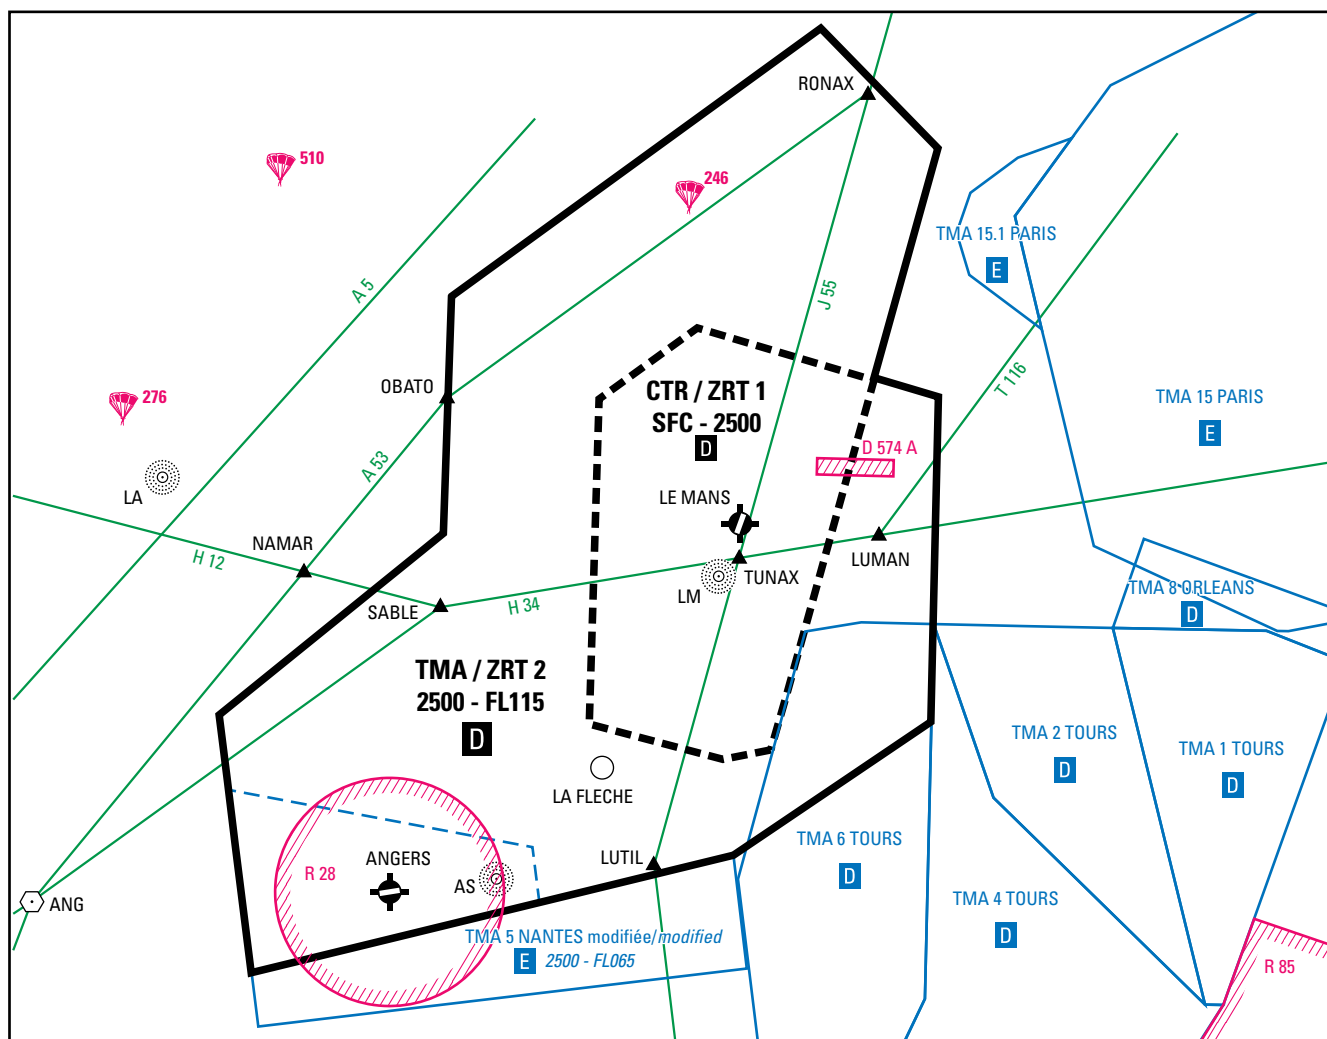 RONAX
510
246
TMA 15.1 PARIS
E
A 5
J 55
OBATO
276
CTR / ZRT 1
SFC - 2500
D
T 116
TMA 15 PARIS
E
A 53
D 574 A
LA
LE MANS
NAMAR
H 12
LUMAN
TUNAX
LM
SABLE
H 34
TMA 8 ORLEANS
D
TMA / ZRT 2
2500 - FL115
D
TMA 2 TOURS
D
TMA 1 TOURS
D
LA FLECHE
TMA 6 TOURS
D
ANGERS
LUTIL
R 28
AS
ANG
TMA 4 TOURS
D
TMA 5 NANTES modifiée/modified
E 2500 - FL065
R 85